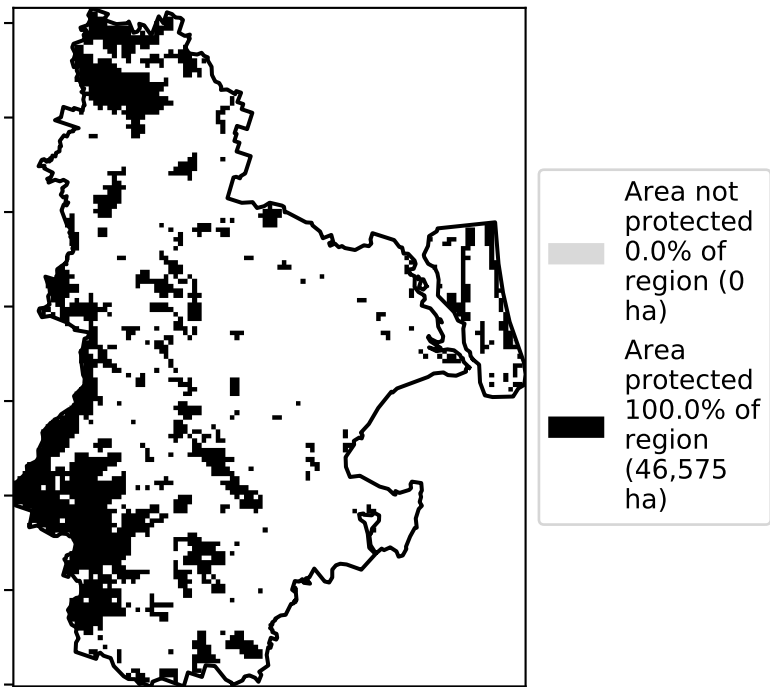 Area not
protected
0.0% of
region (0
ha)
Area
protected
100.0% of
region
(46,575
ha)